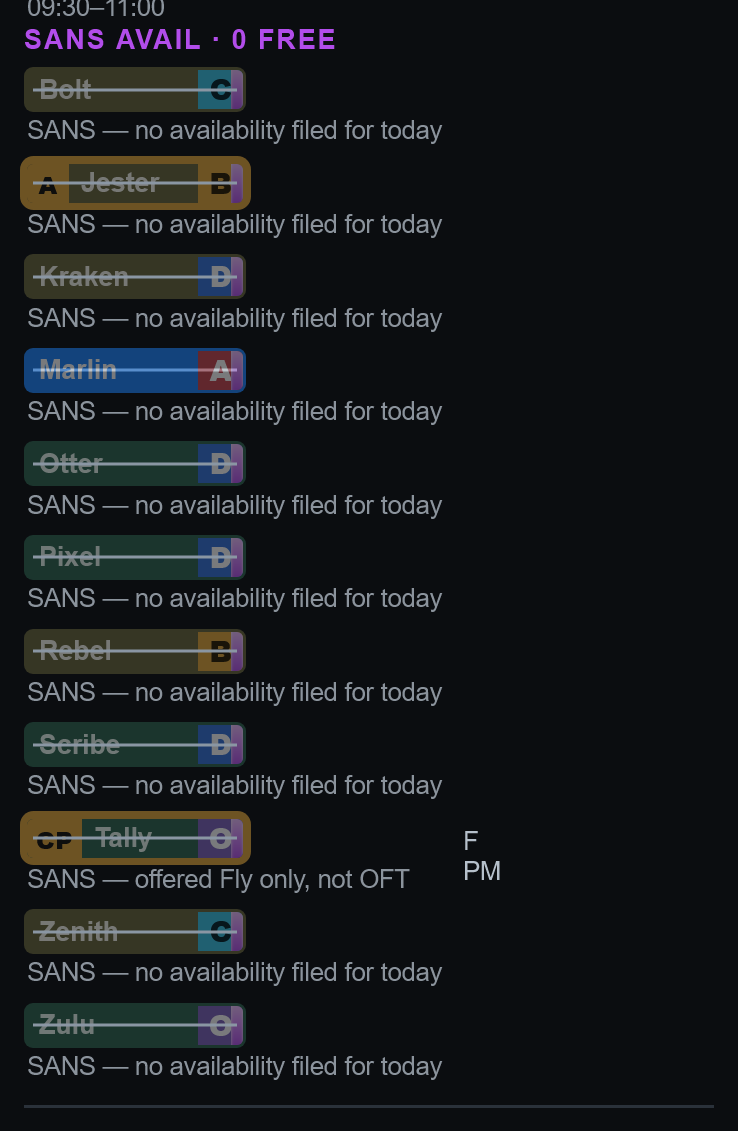 09:30–11:00
SANS AVAIL · 0 FREE
Bolt C
SANS — no availability filed for today
A Jester B
SANS — no availability filed for today
Kraken D
SANS — no availability filed for today
Marlin A
SANS — no availability filed for today
Otter D
SANS — no availability filed for today
Pixel D
SANS — no availability filed for today
Rebel B
SANS — no availability filed for today
Scribe D
SANS — no availability filed for today
CP Tally O
F
SANS — offered Fly only, not OFT
PM
Zenith C
SANS — no availability filed for today
Zulu O
SANS — no availability filed for today